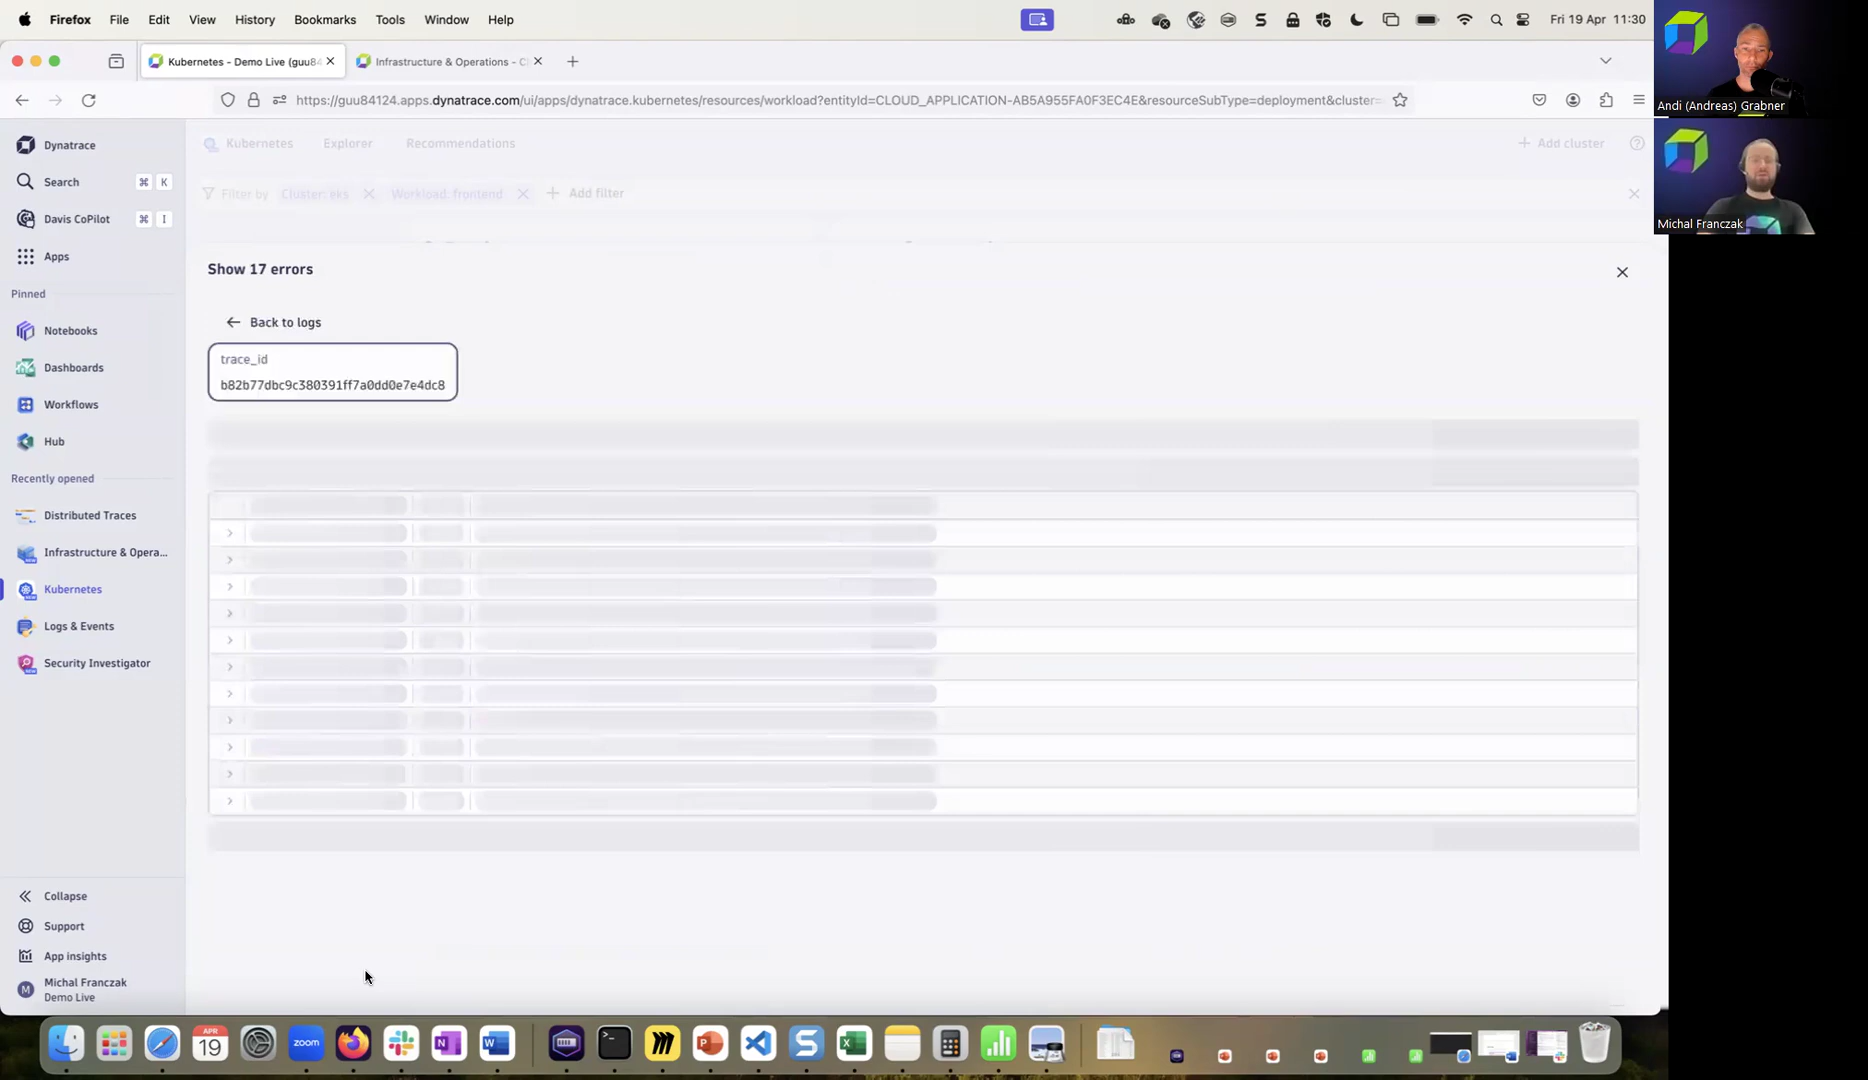 Firefox File Edit View History Bookmarks Tools Window Help
Fri 19 Apr 11:30
Kubernetes - Demo Live (guu84
Infrastructure & Operations - C
https://guu84124.apps.dynatrace.com/ui/apps/dynatrace.kubernetes/resources/workload?entityId=CLOUD_APPLICATION-AB5A955FA0F3EC4E&resourceSubType=deployment&cluster=
Dynatrace
Search ⌘ K
Davis CoPilot ⌘ I
Apps
Pinned
Notebooks
Dashboards
Workflows
Hub
Recently opened
Distributed Traces
Infrastructure & Opera...
Kubernetes
Logs & Events
Security Investigator
Collapse
Support
App insights
M Michal Franczak
Demo Live
Kubernetes Explorer Recommendations
Add cluster
Filter by Cluster: eks Workload: frontend Add filter
Show 17 errors
Back to logs
trace_id
b82b77dbc9c380391ff7a0dd0e7e4dc8
Andi (Andreas) Grabner
Michal Franczak
APR
19
zoom